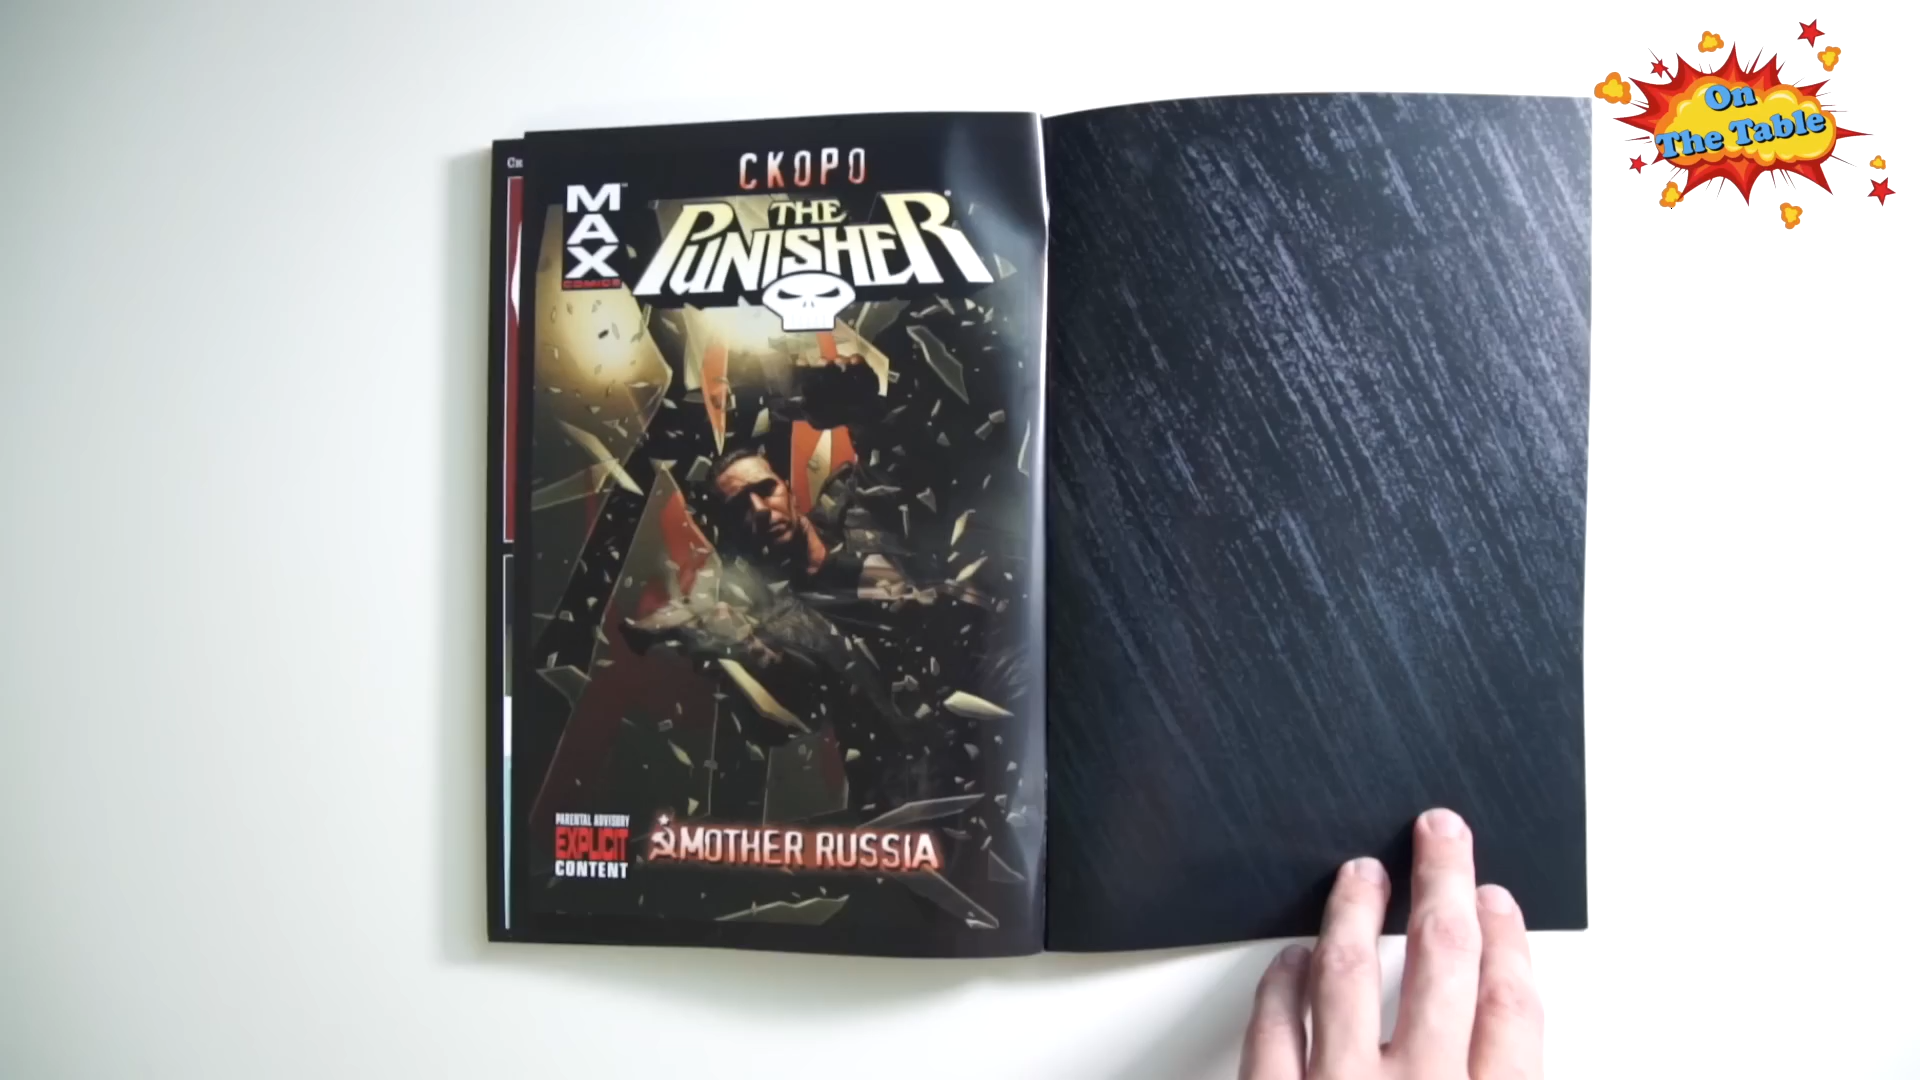 СКОРО
MAX
COMICS
THE
PUNISHER
PARENTAL ADVISORY
EXPLICIT
CONTENT
MOTHER RUSSIA
On
The Table